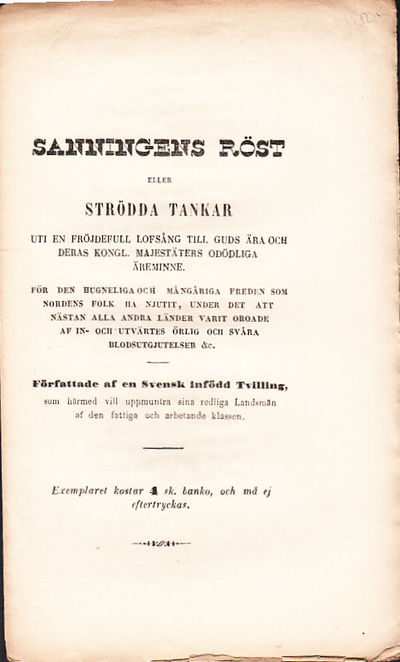 SANNINGENS RÖST
ELLER
STRÖDDA TANKAR
UTI EN FRÖJDEFULL LOFSÅNG TILL GUDS ÄRA OCH
DERAS KONGL. MAJESTÄTERS ODÖDLIGA
ÄREMINNE.
FÖR DEN HUGNELIGA OCH MÅNGÅRIGA FREDEN SOM
NORDENS FOLK HA NJUTIT, UNDER DET ATT
NÄSTAN ALLA ANDRA LÄNDER VARIT OROADE
AF IN- OCH UTVÄRTES ÖRLIG OCH SVÅRA
BLODSUTGJUTELSER &c.
Författade af en Svensk infödd Tvilling,
som härmed vill uppmuntra sina redliga Landsmän
af den fattiga och arbetande klassen.
Exemplaret kostar 4 sk. banko, och må ej
eftertryckas.